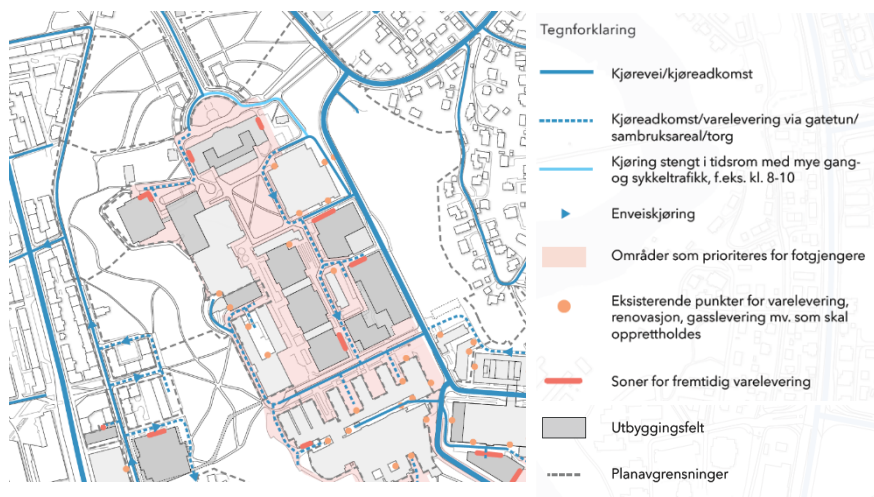 Tegnforklaring
Kjørevei/kjøreadkomst
Kjøreadkomst/varelevering via gatetun/
sambruksareal/torg
Kjøring stengt i tidsrom med mye gang-
og sykkeltrafikk, f.eks. kl. 8-10
Enveiskjøring
Områder som prioriteres for fotgjengere
Eksisterende punkter for varelevering,
renovasjon, gasslevering mv. som skal
opprettholdes
Soner for fremtidig varelevering
Utbyggingsfelt
Planavgrensninger